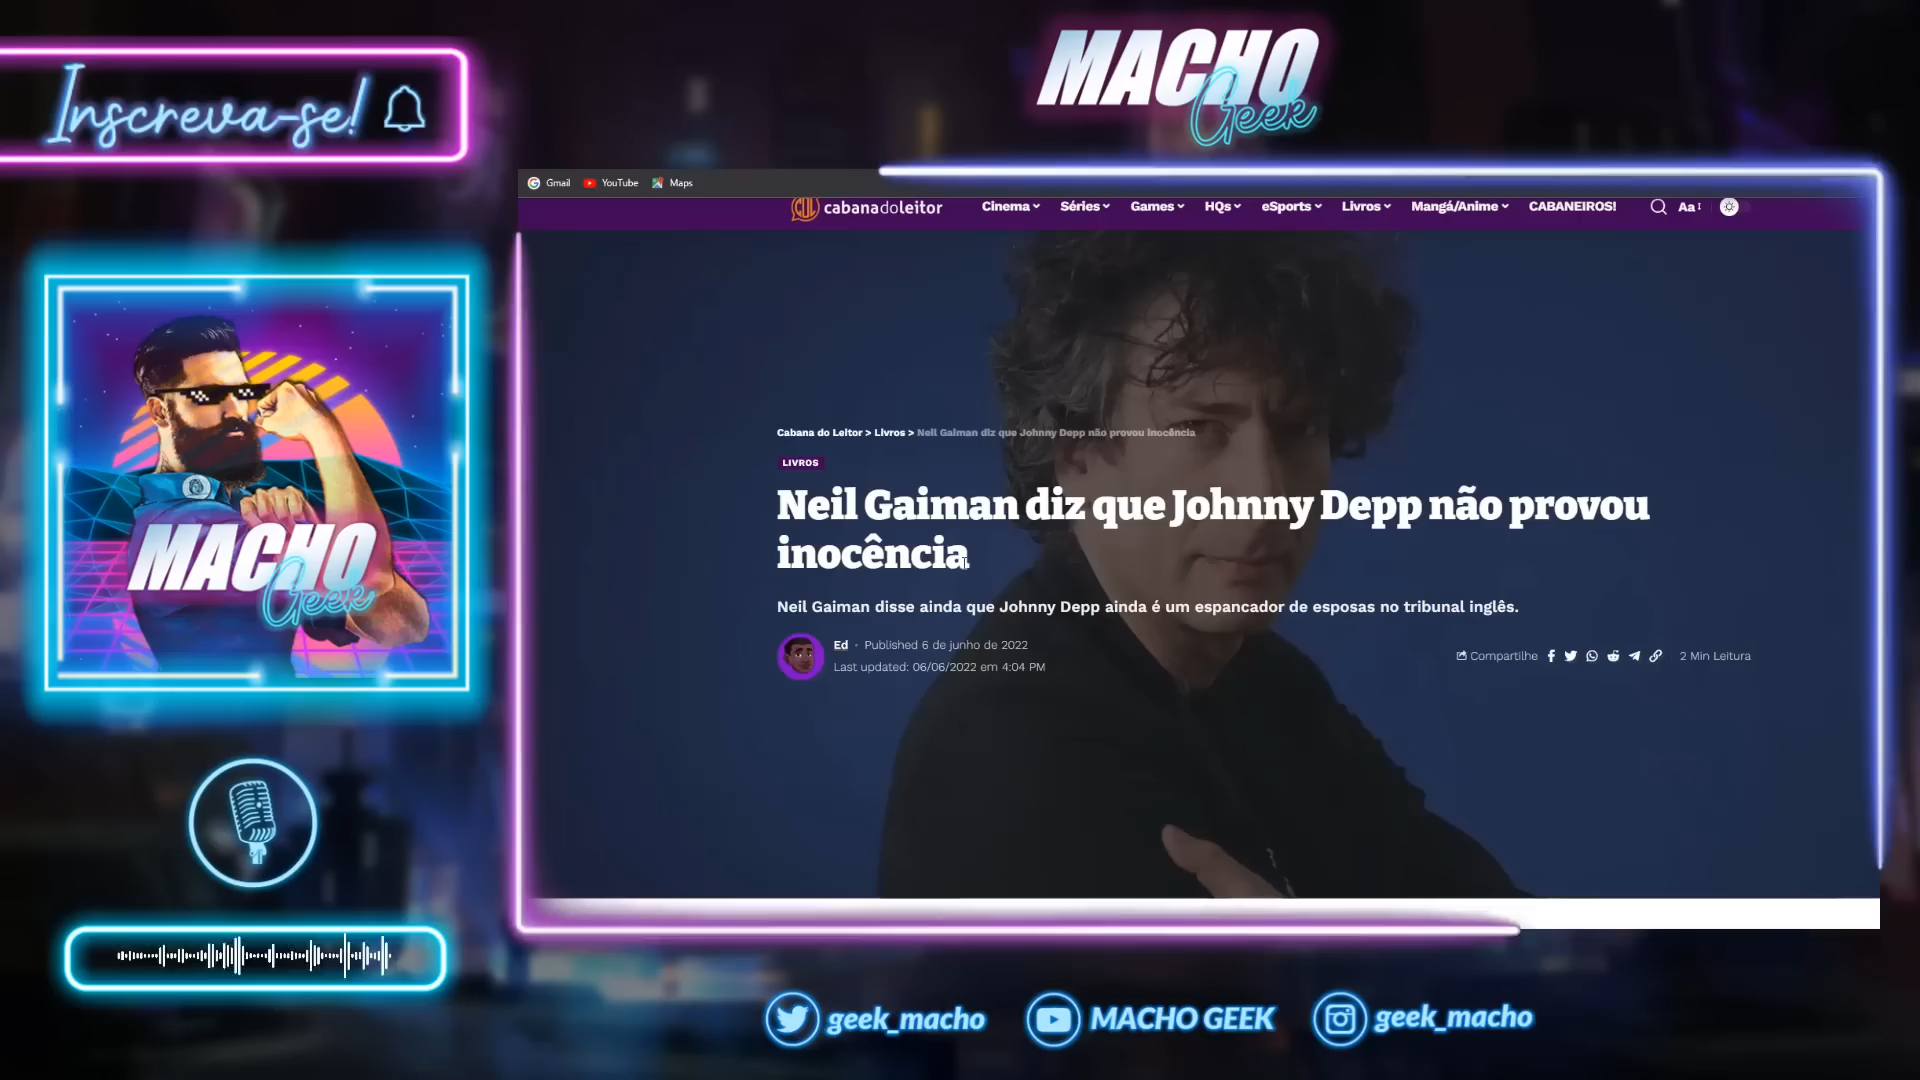 Inscreva-se!
MACHO
Geek
Gmail YouTube Maps
cabanadoleitor Cinema Séries Games HQs eSports Livros Mangá/Anime CABANEIROS! Aa
Cabana do Leitor > Livros > Neil Gaiman diz que Johnny Depp não provou inocência
LIVROS
Neil Gaiman diz que Johnny Depp não provou
inocência
Neil Gaiman disse ainda que Johnny Depp ainda é um espancador de esposas no tribunal inglês.
Ed · Published 6 de junho de 2022
Last updated: 06/06/2022 em 4:04 PM
Compartilhe 2 Min Leitura
MACHO
Geek
geek_macho MACHO GEEK geek_macho